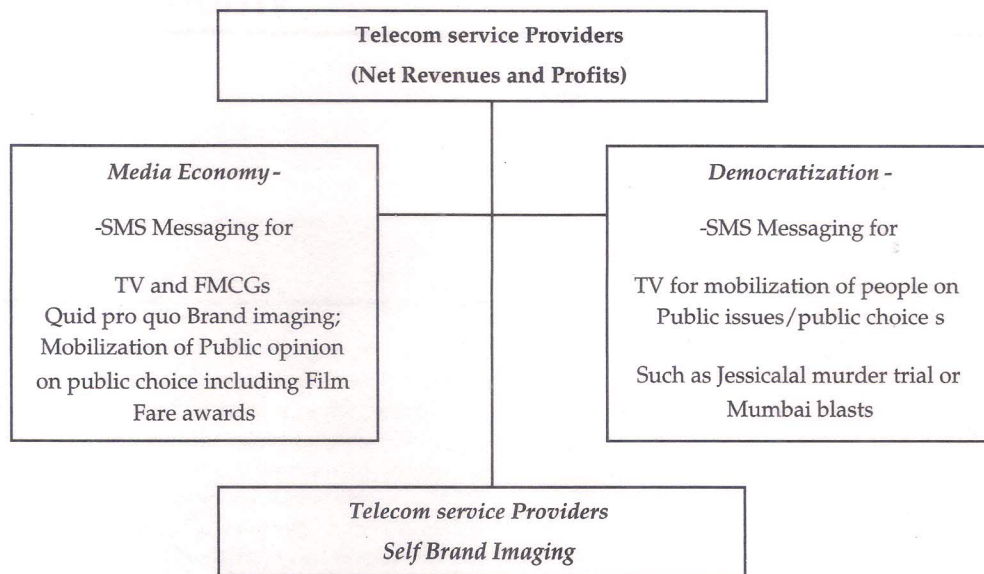 Telecom service Providers
(Net Revenues and Profits)
Media Economy -
-SMS Messaging for
TV and FMCGs
Quid pro quo Brand imaging;
Mobilization of Public opinion
on public choice including Film
Fare awards
Democratization -
-SMS Messaging for
TV for mobilization of people on
Public issues/public choice s
Such as Jessicalal murder trial or
Mumbai blasts
Telecom service Providers
Self Brand Imaging